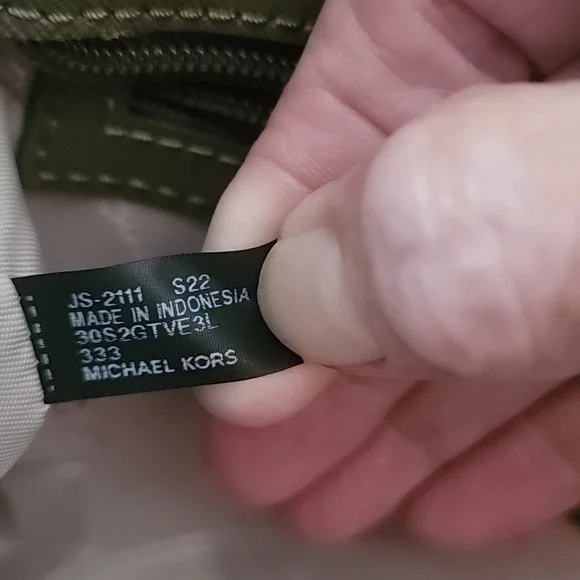 JS-2111 S22
MADE IN INDONESIA
30S2GTVE3L
333
MICHAEL KORS